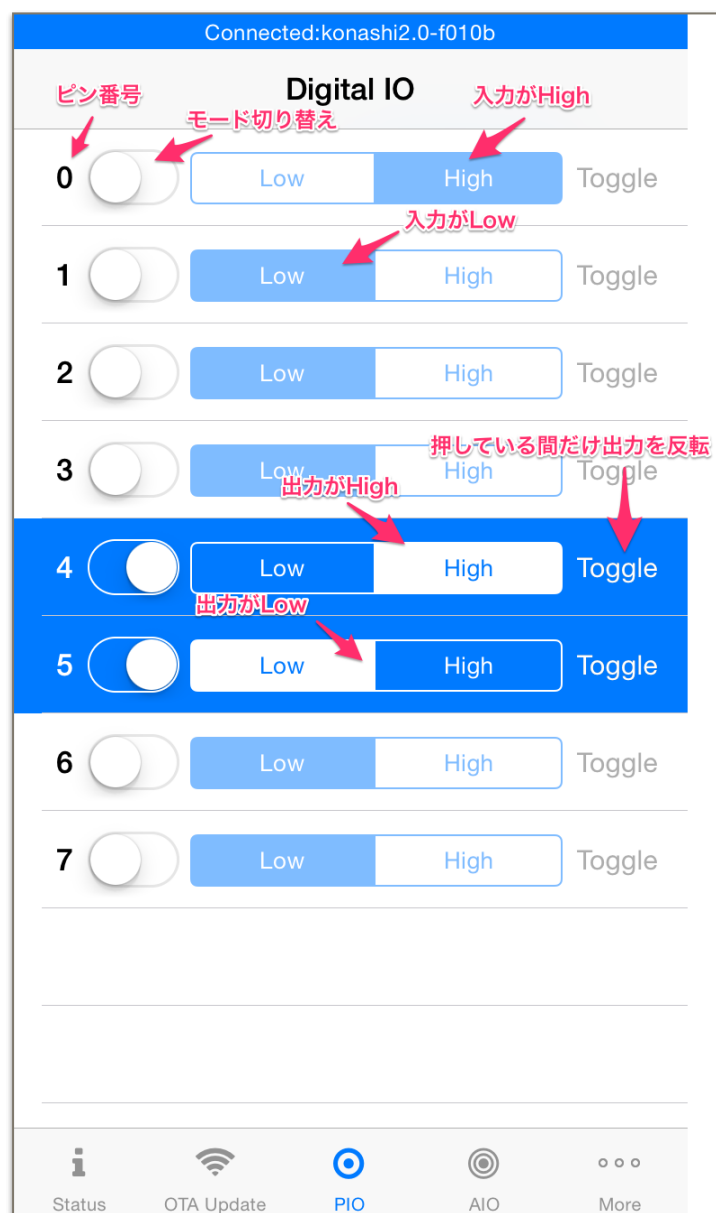 Connected:konashi2.0-f010b
Digital IO
ピン番号
モード切り替え
入力がHigh
0 Low High Toggle
入力がLow
1 Low High Toggle
2 Low High Toggle
押している間だけ出力を反転
3 Low High Toggle
出力がHigh
4 Low High Toggle
出力がLow
5 Low High Toggle
6 Low High Toggle
7 Low High Toggle
Status OTA Update PIO AIO More